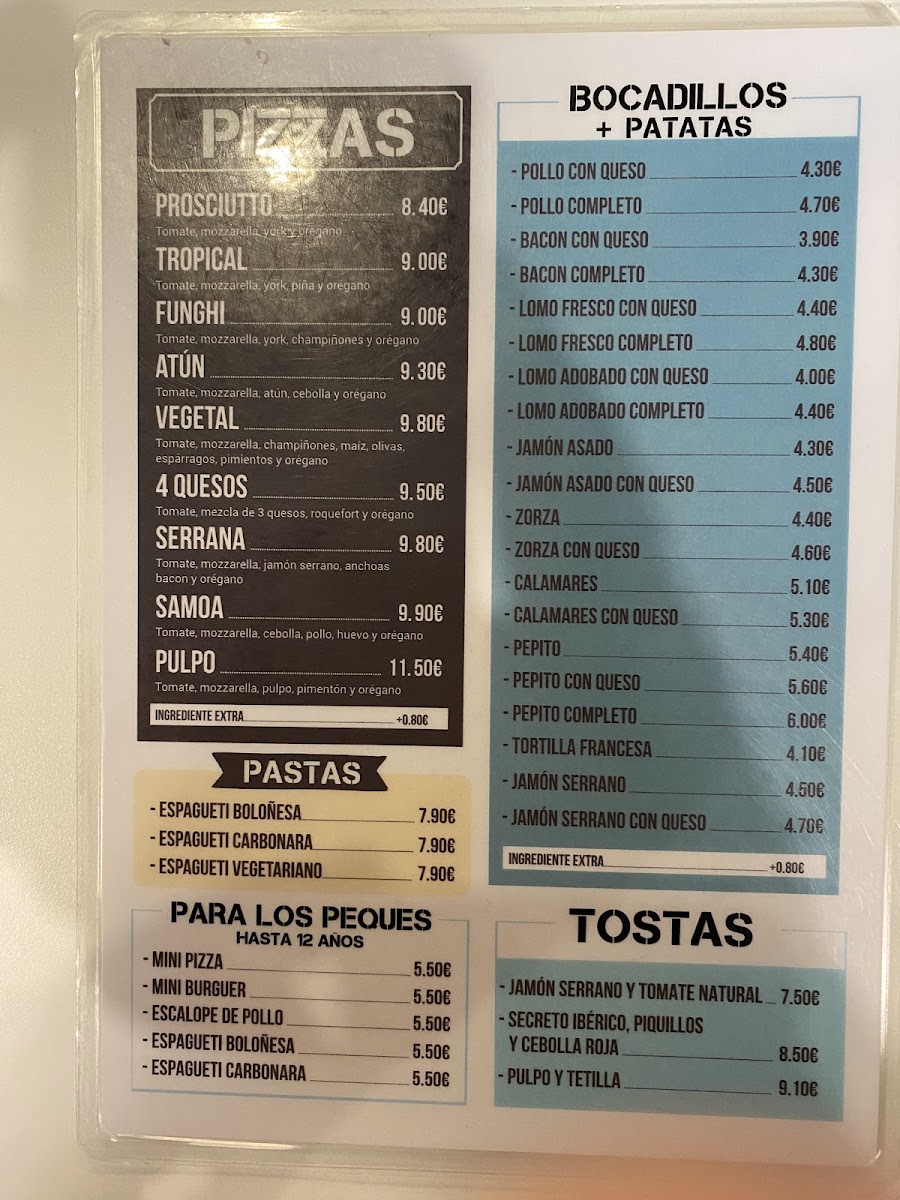 PIZZAS
PROSCIUTTO 8.40€
Tomate, mozzarella, york y orégano
TROPICAL 9.00€
Tomate, mozzarella, york, piña y orégano
FUNGHI 9.00€
Tomate, mozzarella, york, champiñones y orégano
ATÚN 9.30€
Tomate, mozzarella, atún, cebolla y orégano
VEGETAL 9.80€
Tomate, mozzarella, champiñones, maíz, olivas,
espárragos, pimientos y orégano
4 QUESOS 9.50€
Tomate, mezcla de 3 quesos, roquefort y orégano
SERRANA 9.80€
Tomate, mozzarella, jamón serrano, anchoas
bacon y orégano
SAMOA 9.90€
Tomate, mozzarella, cebolla, pollo, huevo y orégano
PULPO 11.50€
Tomate, mozzarella, pulpo, pimentón y orégano
INGREDIENTE EXTRA +0.80€
PASTAS
- ESPAGUETI BOLOÑESA 7.90€
- ESPAGUETI CARBONARA 7.90€
- ESPAGUETI VEGETARIANO 7.90€
PARA LOS PEQUES
HASTA 12 AÑOS
- MINI PIZZA 5.50€
- MINI BURGUER 5.50€
- ESCALOPE DE POLLO 5.50€
- ESPAGUETI BOLOÑESA 5.50€
- ESPAGUETI CARBONARA 5.50€
BOCADILLOS
+ PATATAS
- POLLO CON QUESO 4.30€
- POLLO COMPLETO 4.70€
- BACON CON QUESO 3.90€
- BACON COMPLETO 4.30€
- LOMO FRESCO CON QUESO 4.40€
- LOMO FRESCO COMPLETO 4.80€
- LOMO ADOBADO CON QUESO 4.00€
- LOMO ADOBADO COMPLETO 4.40€
- JAMÓN ASADO 4.30€
- JAMÓN ASADO CON QUESO 4.50€
- ZORZA 4.40€
- ZORZA CON QUESO 4.60€
- CALAMARES 5.10€
- CALAMARES CON QUESO 5.30€
- PEPITO 5.40€
- PEPITO CON QUESO 5.60€
- PEPITO COMPLETO 6.00€
- TORTILLA FRANCESA 4.10€
- JAMÓN SERRANO 4.50€
- JAMÓN SERRANO CON QUESO 4.70€
INGREDIENTE EXTRA +0.80€
TOSTAS
- JAMÓN SERRANO Y TOMATE NATURAL 7.50€
- SECRETO IBÉRICO, PIQUILLOS
Y CEBOLLA ROJA 8.50€
- PULPO Y TETILLA 9.10€